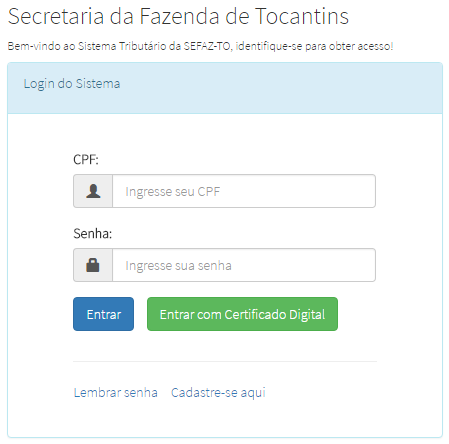 Secretaria da Fazenda de Tocantins
Bem-vindo ao Sistema Tributário da SEFAZ-TO, identifique-se para obter acesso!
Login do Sistema
CPF:
Ingresse seu CPF
Senha:
Ingresse sua senha
Entrar Entrar com Certificado Digital
Lembrar senha Cadastre-se aqui